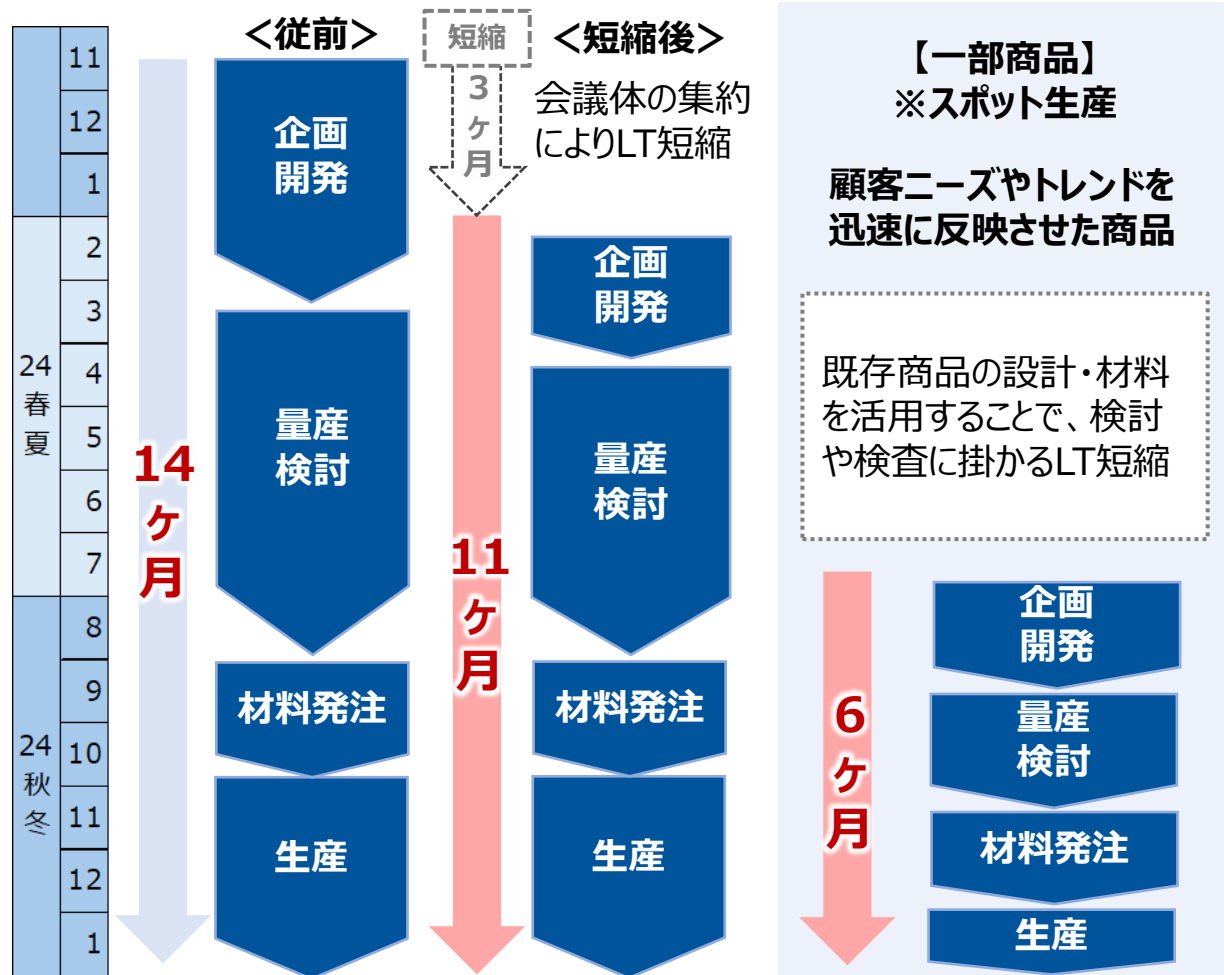 11
12
1
2
3
4
5
6
7
8
9
10
11
12
1
24
春
夏
24
秋
冬
＜従前＞
14
ヶ
月
企画
開発
量産
検討
材料発注
生産
短縮
3
ヶ
月
＜短縮後＞
会議体の集約
によりLT短縮
11
ヶ
月
企画
開発
量産
検討
材料発注
生産
【一部商品】
※スポット生産
顧客ニーズやトレンドを
迅速に反映させた商品
既存商品の設計・材料
を活用することで、検討
や検査に掛かるLT短縮
6
ヶ
月
企画
開発
量産
検討
材料発注
生産